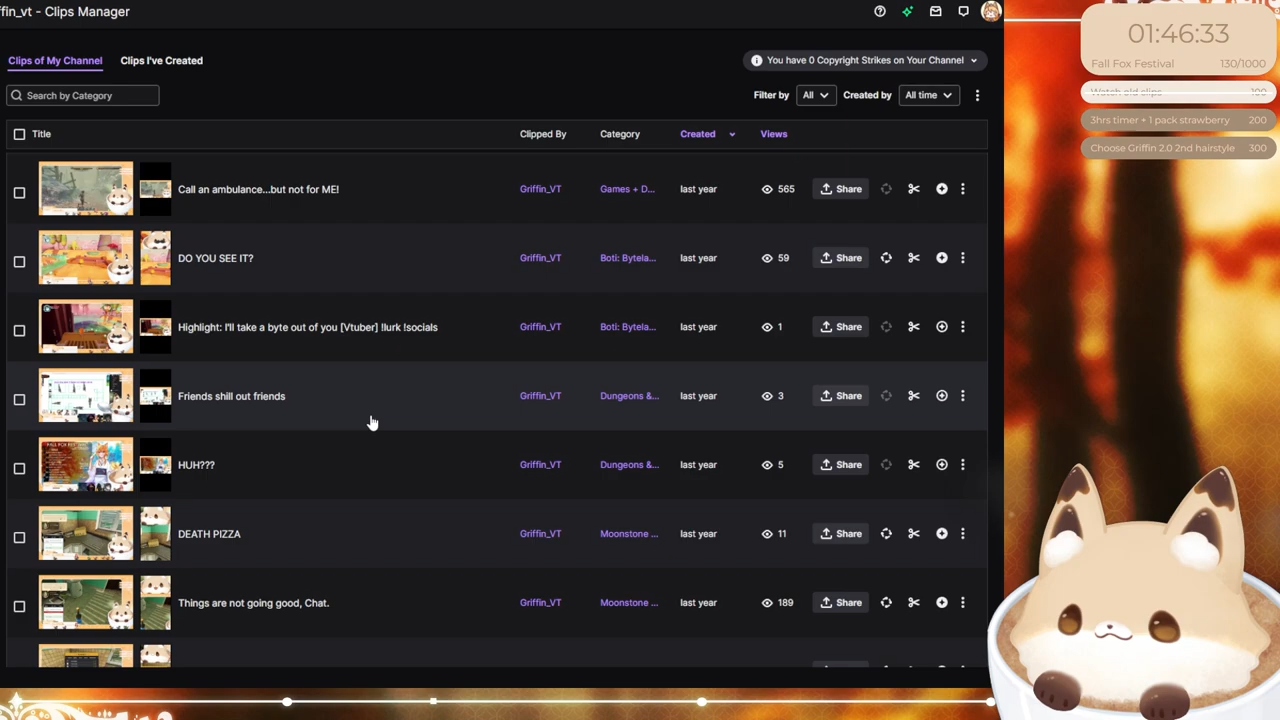 ffin_vt - Clips Manager
Clips of My Channel
Clips I've Created
You have 0 Copyright Strikes on Your Channel
Search by Category
Filter by
All
Created by
All time
Title
Clipped By
Category
Created
Views
Call an ambulance...but not for ME!
Griffin_VT
Games + D...
last year
565
Share
DO YOU SEE IT?
Griffin_VT
Boti: Bytela...
last year
59
Share
Highlight: I'll take a byte out of you [Vtuber] !lurk !socials
Griffin_VT
Boti: Bytela...
last year
1
Share
Friends shill out friends
Griffin_VT
Dungeons &...
last year
3
Share
HUH???
Griffin_VT
Dungeons &...
last year
5
Share
DEATH PIZZA
Griffin_VT
Moonstone ...
last year
11
Share
Things are not going good, Chat.
Griffin_VT
Moonstone ...
last year
189
Share
01:46:33
Fall Fox Festival 130/1000
Watch old clips 100
3hrs timer + 1 pack strawberry 200
Choose Griffin 2.0 2nd hairstyle 300